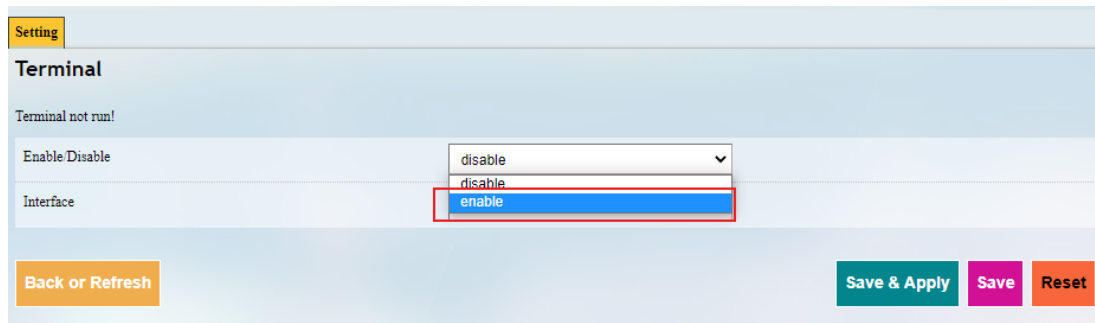 Setting
Terminal
Terminal not run!
Enable/Disable
disable
disable
enable
Interface
Back or Refresh
Save & Apply
Save
Reset